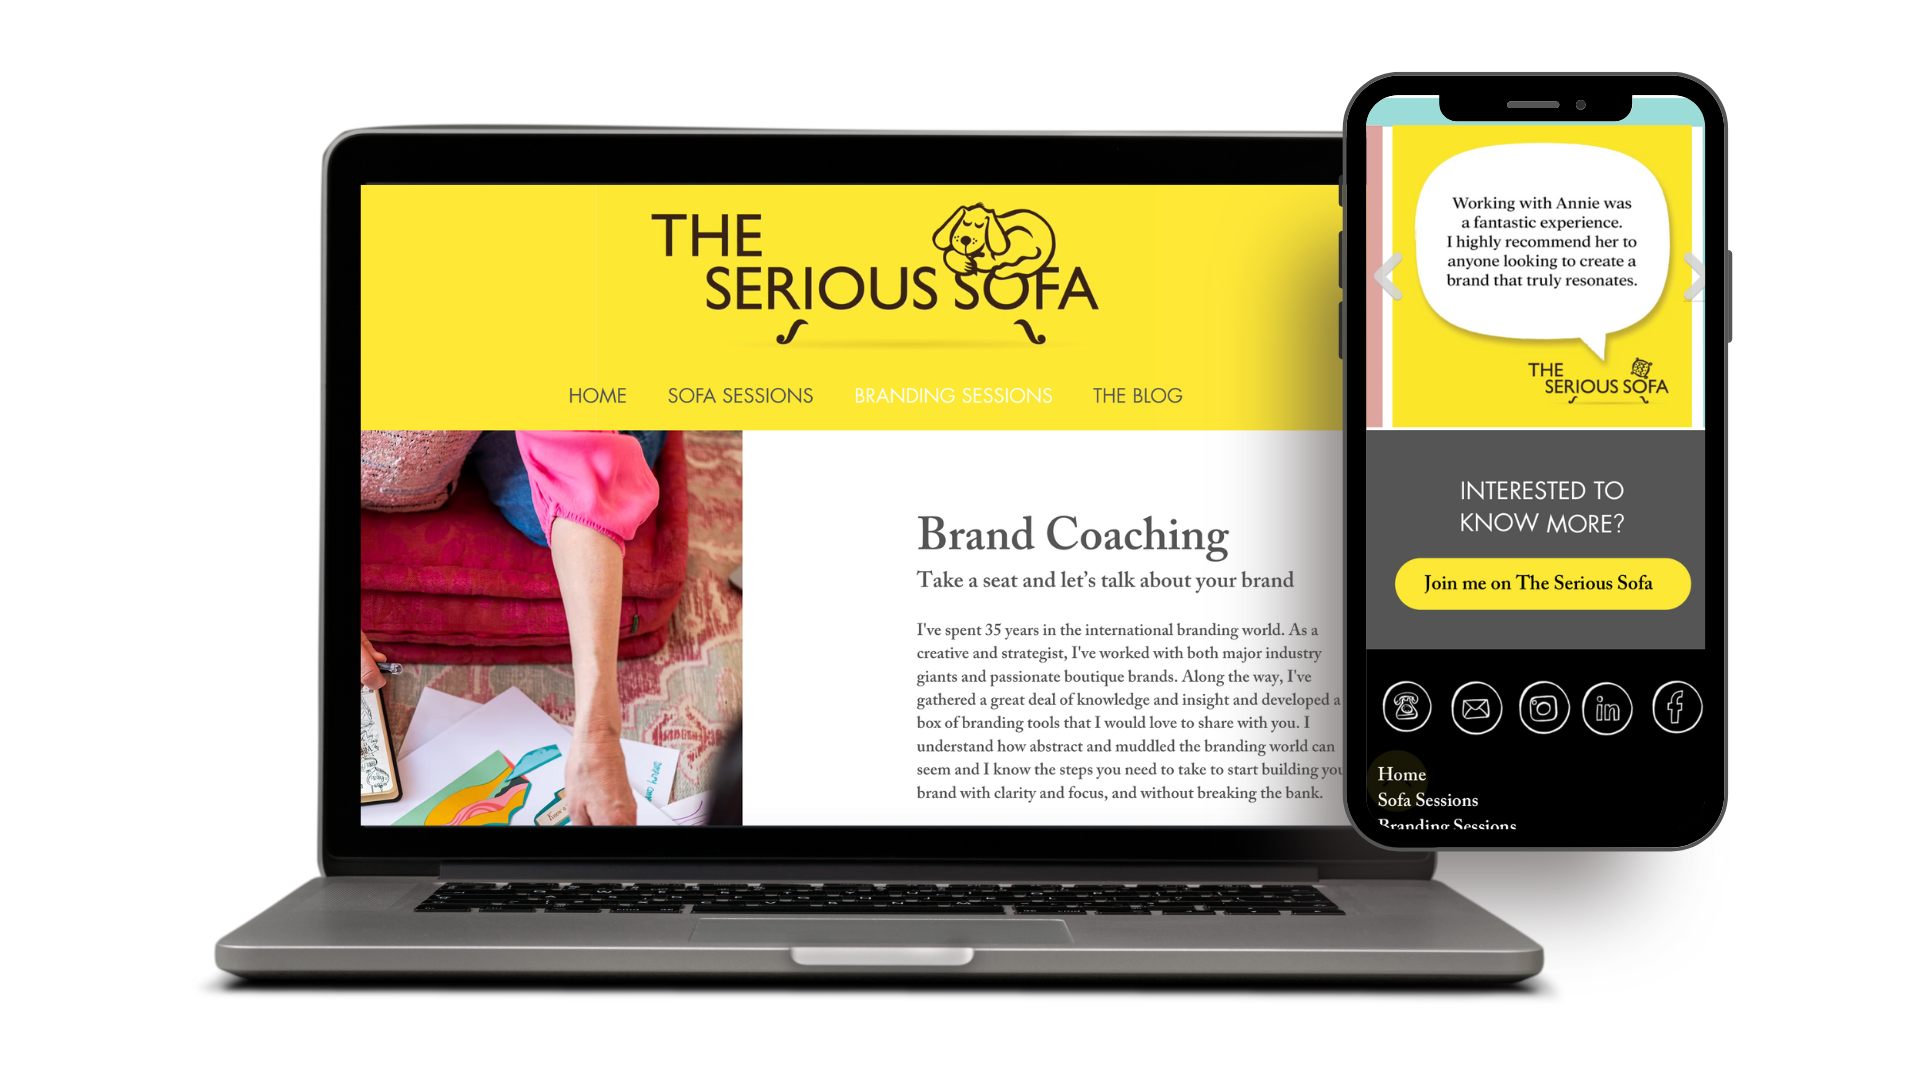 THE
SERIOUS SOFA
HOME SOFA SESSIONS BRANDING SESSIONS THE BLOG
Brand Coaching
Take a seat and let’s talk about your brand
I've spent 35 years in the international branding world. As a
creative and strategist, I've worked with both major industry
giants and passionate boutique brands. Along the way, I've
gathered a great deal of knowledge and insight and developed a
box of branding tools that I would love to share with you. I
understand how abstract and muddled the branding world can
seem and I know the steps you need to take to start building you
brand with clarity and focus, and without breaking the bank.
Working with Annie was
a fantastic experience.
I highly recommend her to
anyone looking to create a
brand that truly resonates.
THE
SERIOUS SOFA
INTERESTED TO
KNOW MORE?
Join me on The Serious Sofa
in
f
Home
Sofa Sessions
Branding Sessions